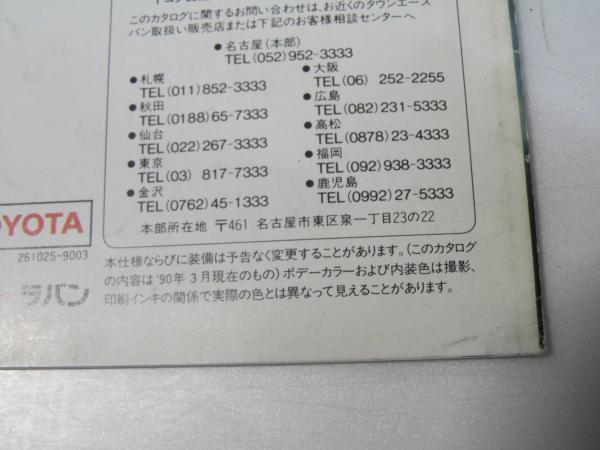 このカタログに関するお問い合わせは、お近くのタウンエース
バン取扱い販売店または下記のお客様相談センターへ
●名古屋(本部)
TEL(052)952-3333
●札幌
TEL(011)852-3333
●秋田
TEL(0188)65-7333
●仙台
TEL(022)267-3333
●東京
TEL(03) 817-7333
●金沢
TEL(0762)45-1333
●大阪
TEL(06) 252-2255
●広島
TEL(082)231-5333
●高松
TEL(0878)23-4333
●福岡
TEL(092)938-3333
●鹿児島
TEL(0992)27-5333
本部所在地 〒461 名古屋市東区泉一丁目23の22
OYOTA
261025-9003
ラバン
本仕様ならびに装備は予告なく変更することがあります。(このカタログ
の内容は'90年3月現在のもの)ボデーカラーおよび内装色は撮影、
印刷インキの関係で実際の色とは異なって見えることがあります。